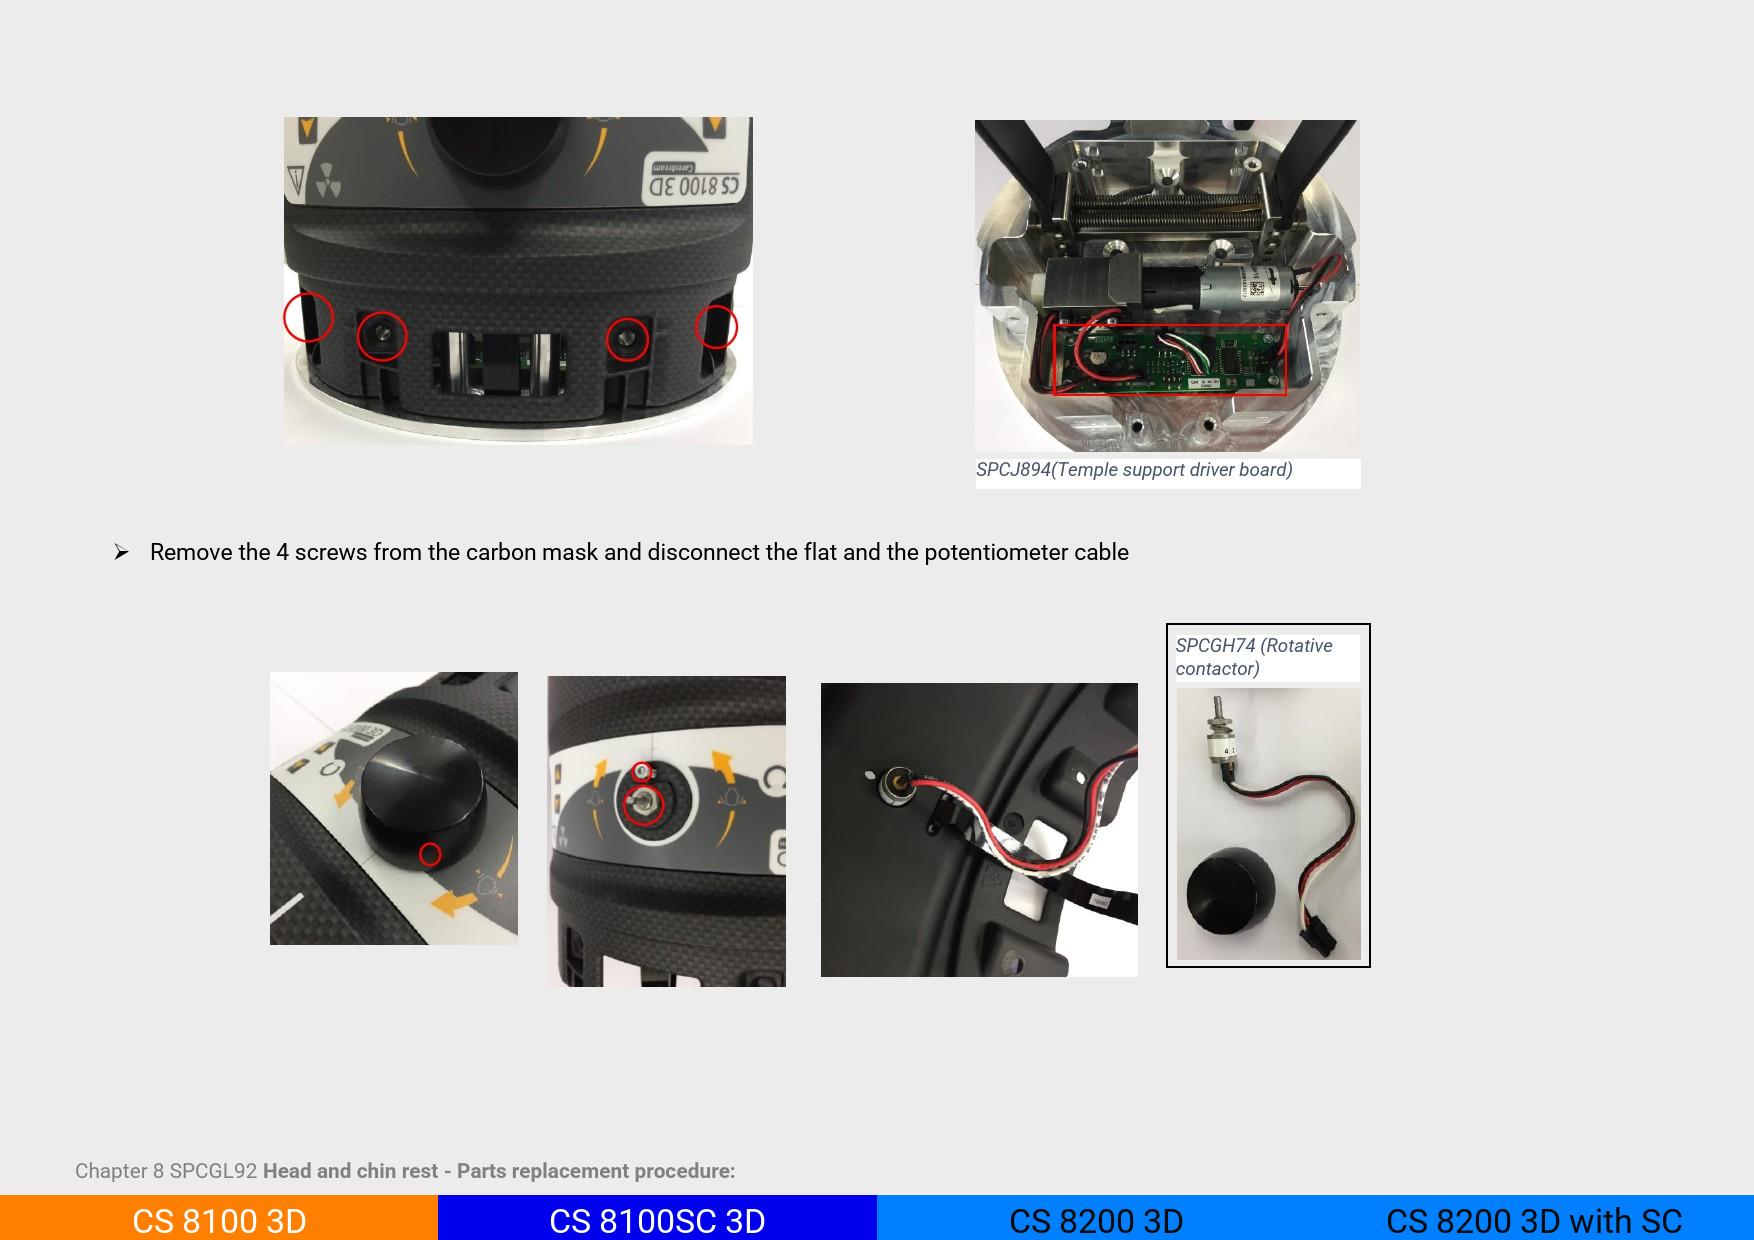 CS 8100 3D
Carestream
SPCJ894(Temple support driver board)
➢ Remove the 4 screws from the carbon mask and disconnect the flat and the potentiometer cable
SPCGH74 (Rotative
contactor)
Chapter 8 SPCGL92 Head and chin rest - Parts replacement procedure:
CS 8100 3D
CS 8100SC 3D
CS 8200 3D
CS 8200 3D with SC